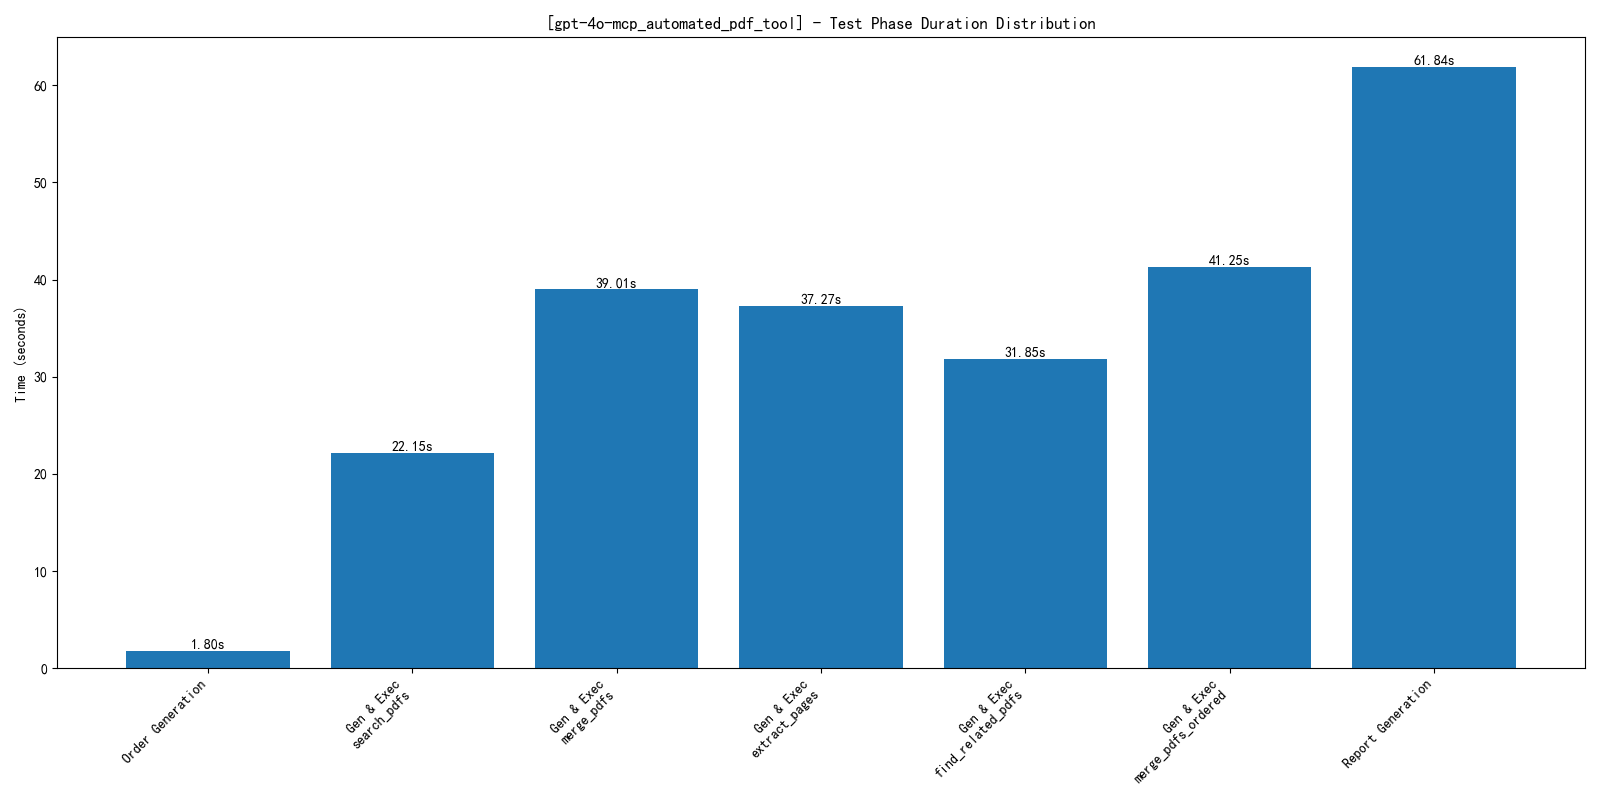 [gpt-4o-mcp_automated_pdf_tool] - Test Phase Duration Distribution
Time (seconds)
60
50
40
30
20
10
0
1.80s
22.15s
39.01s
37.27s
31.85s
41.25s
61.84s
Order Generation
Gen & Exec
search_pdfs
Gen & Exec
merge_pdfs
Gen & Exec
extract_pages
Gen & Exec
find_related_pdfs
Gen & Exec
merge_pdfs_ordered
Report Generation